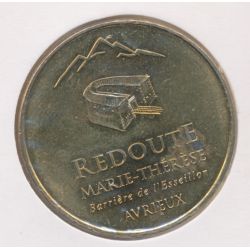 REDOUTE
MARIE-THÉRÈSE
Barrière de l'Esseillon
AVRIEUX